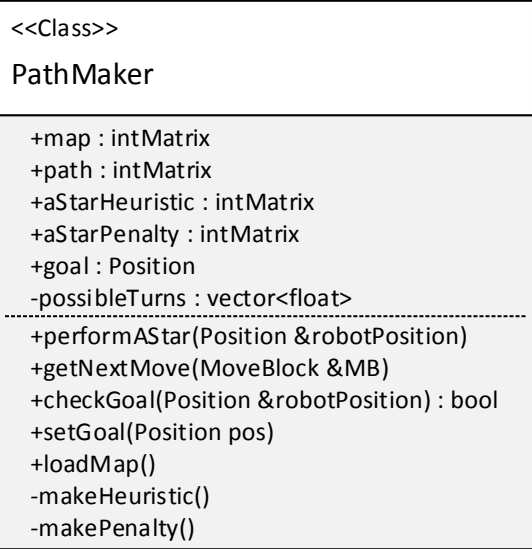 <<Class>>
PathMaker
+map : intMatrix
+path : intMatrix
+aStarHeuristic : intMatrix
+aStarPenalty : intMatrix
+goal : Position
-possibleTurns : vector<float>
+performAStar(Position &robotPosition)
+getNextMove(MoveBlock &MB)
+checkGoal(Position &robotPosition) : bool
+setGoal(Position pos)
+loadMap()
-makeHeuristic()
-makePenalty()